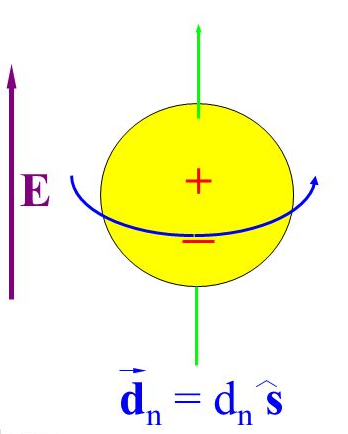 +
E
−
d⃗n = dn ŝ